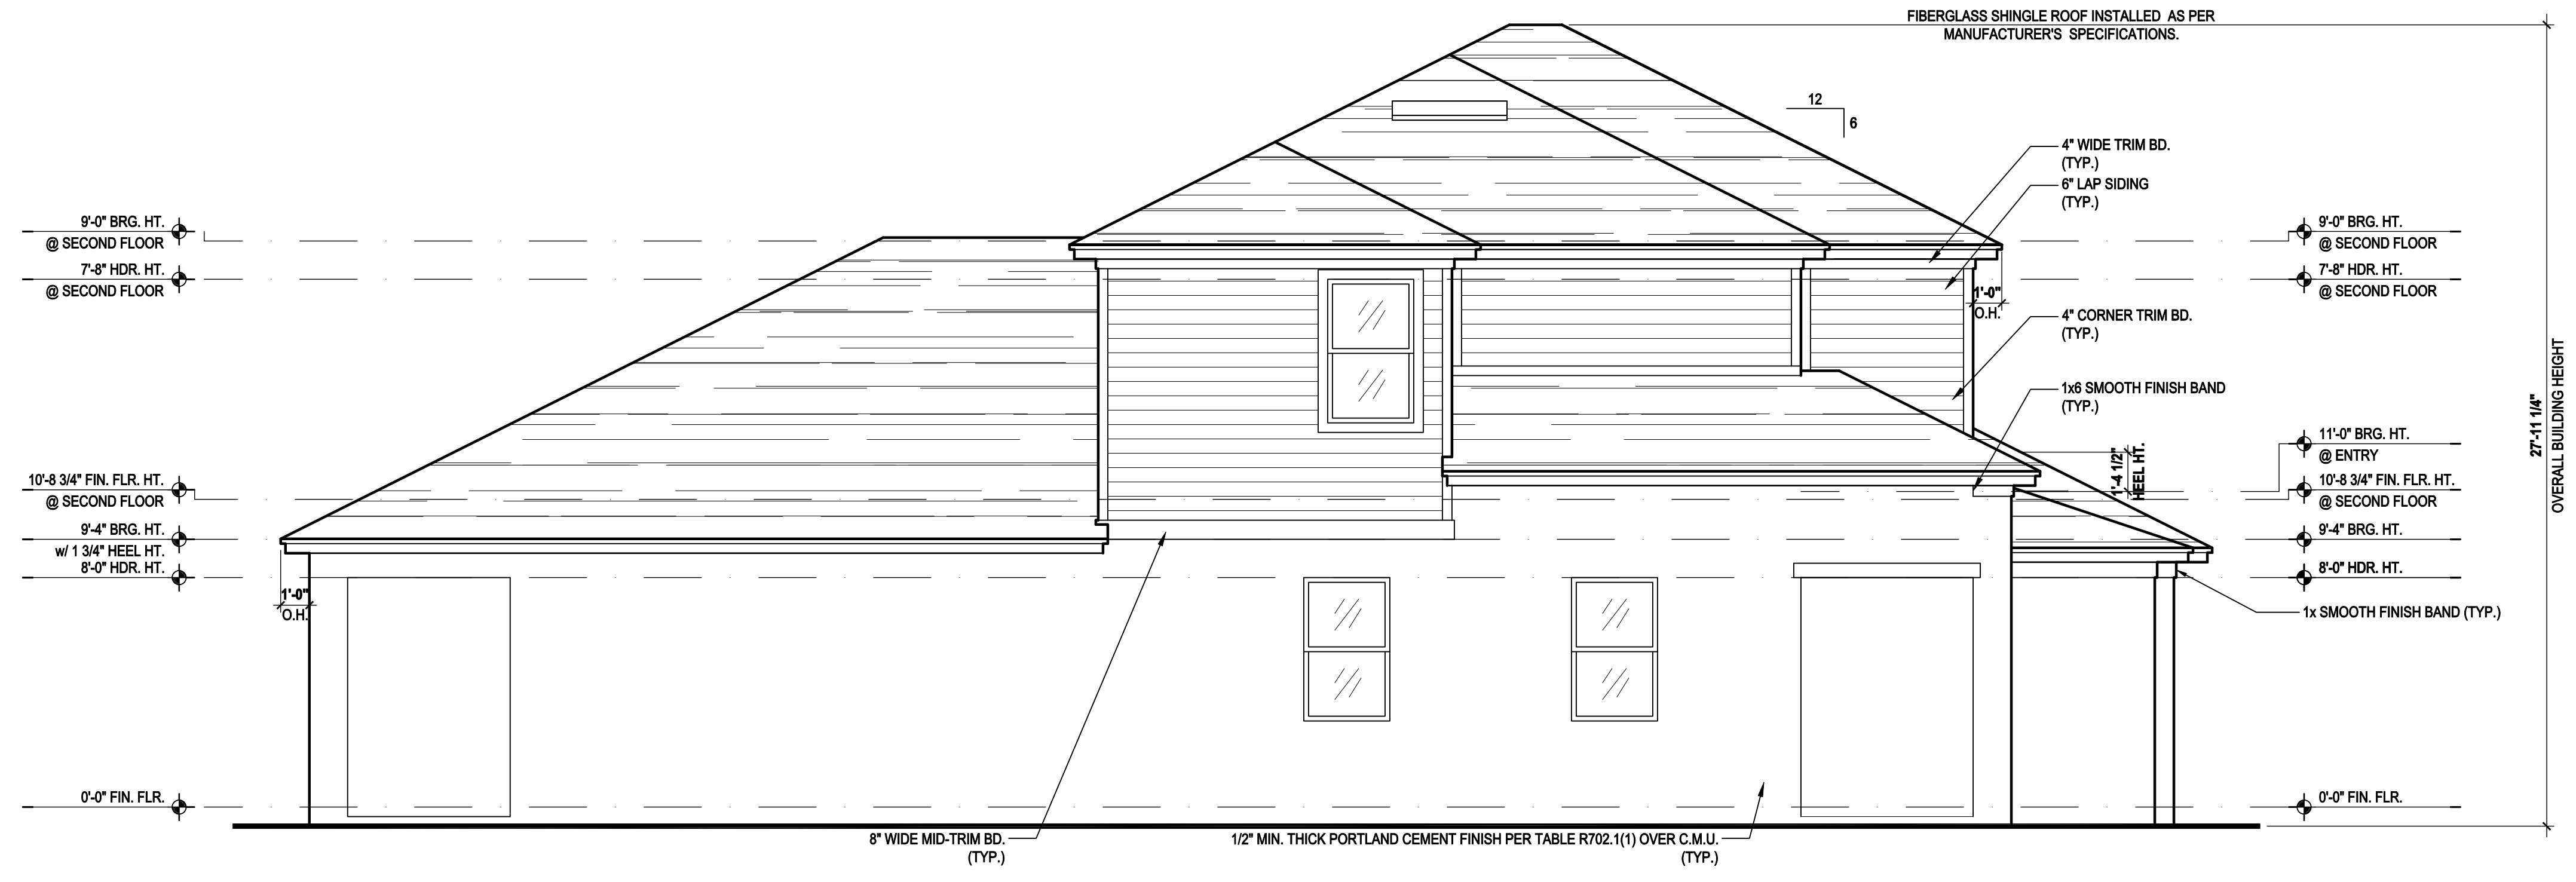 FIBERGLASS SHINGLE ROOF INSTALLED AS PER
MANUFACTURER'S SPECIFICATIONS.
12
6
4" WIDE TRIM BD.
(TYP.)
6" LAP SIDING
(TYP.)
9'-0" BRG. HT.
@ SECOND FLOOR
7'-8" HDR. HT.
@ SECOND FLOOR
9'-0" BRG. HT.
@ SECOND FLOOR
7'-8" HDR. HT.
@ SECOND FLOOR
1'-0"
O.H.
4" CORNER TRIM BD.
(TYP.)
1x6 SMOOTH FINISH BAND
(TYP.)
27'-11 1/4"
OVERALL BUILDING HEIGHT
11'-0" BRG. HT.
@ ENTRY
1'-4 1/2"
HEEL HT.
10'-8 3/4" FIN. FLR. HT.
@ SECOND FLOOR
10'-8 3/4" FIN. FLR. HT.
@ SECOND FLOOR
9'-4" BRG. HT.
w/ 1 3/4" HEEL HT.
8'-0" HDR. HT.
9'-4" BRG. HT.
8'-0" HDR. HT.
1'-0"
O.H.
1x SMOOTH FINISH BAND (TYP.)
0'-0" FIN. FLR.
0'-0" FIN. FLR.
8" WIDE MID-TRIM BD.
(TYP.)
1/2" MIN. THICK PORTLAND CEMENT FINISH PER TABLE R702.1(1) OVER C.M.U.
(TYP.)